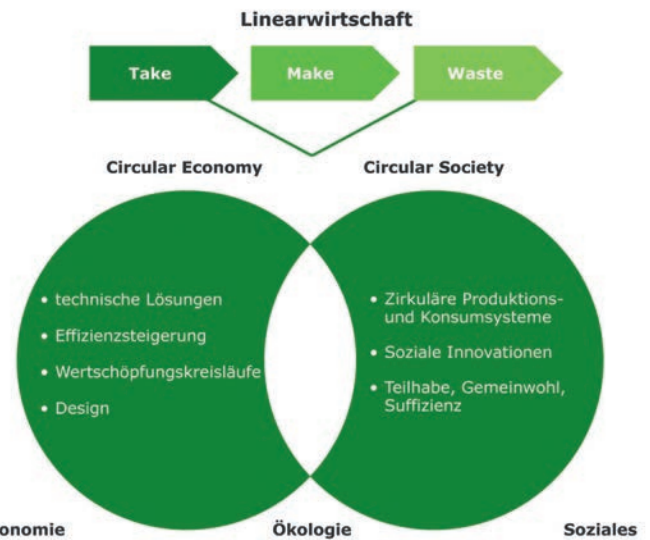 Linearwirtschaft
Take
Make
Waste
Circular Economy
Circular Society
• technische Lösungen
• Effizienzsteigerung
• Wertschöpfungskreisläufe
• Design
• Zirkuläre Produktions-
und Konsumsysteme
• Soziale Innovationen
• Teilhabe, Gemeinwohl,
Suffizienz
onomie
Ökologie
Soziales